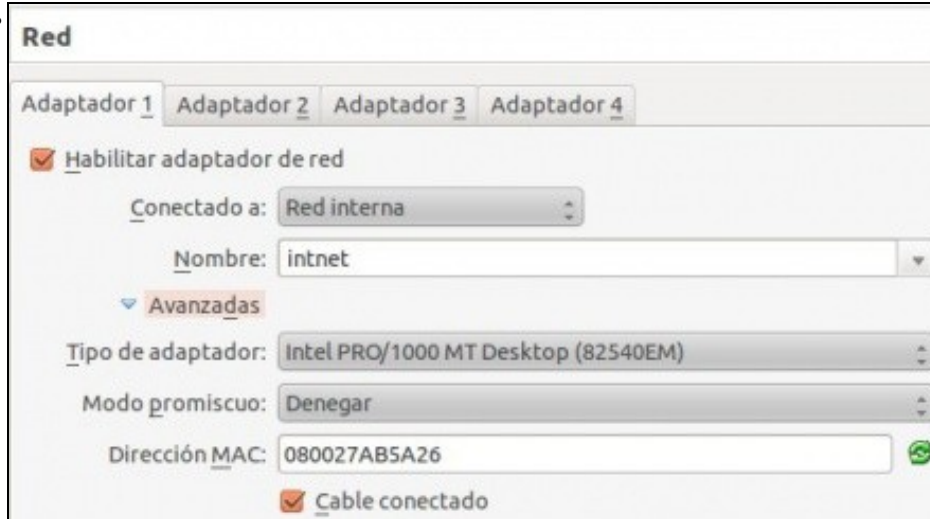 Red
Adaptador 1 Adaptador 2 Adaptador 3 Adaptador 4
Habilitar adaptador de red
Conectado a: Red interna
Nombre: intnet
Avanzadas
Tipo de adaptador: Intel PRO/1000 MT Desktop (82540EM)
Modo promiscuo: Denegar
Dirección MAC: 080027AB5A26
Cable conectado